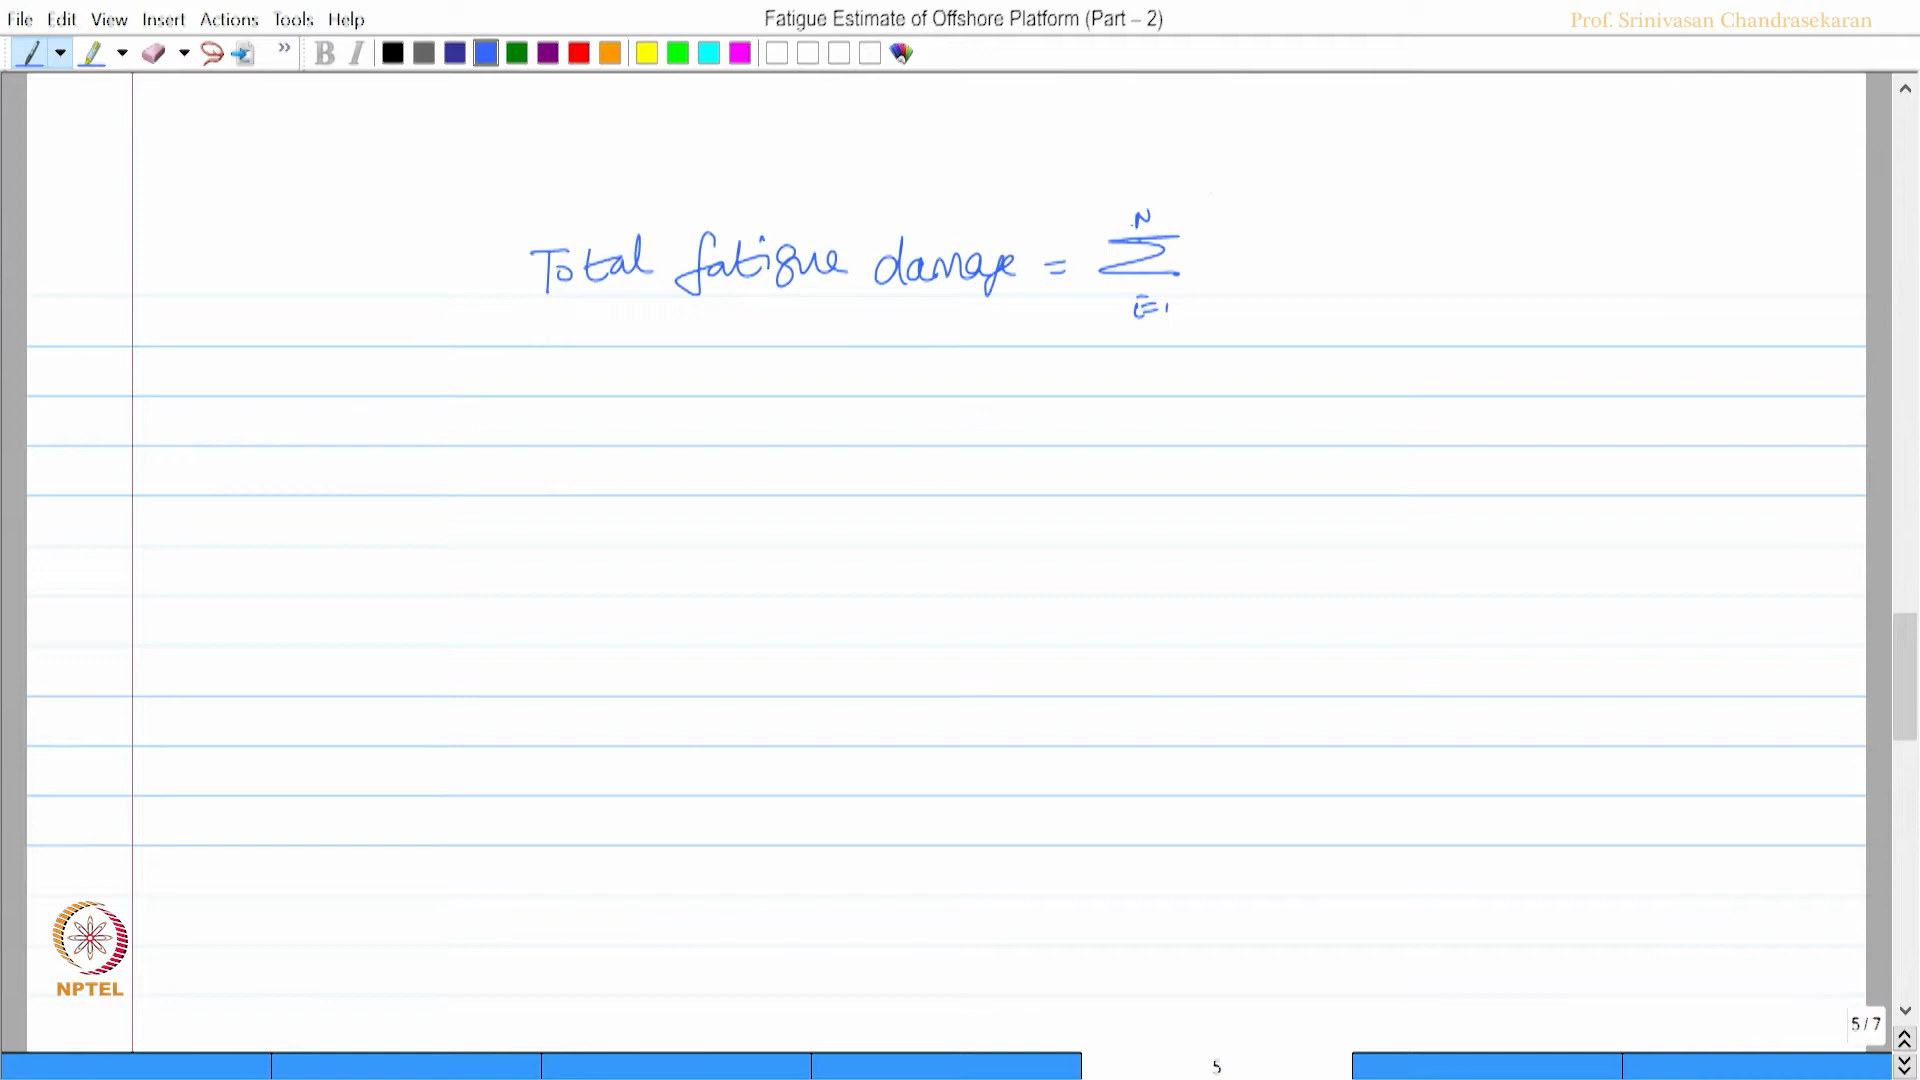 File Edit View Insert Actions Tools Help
Fatigue Estimate of Offshore Platform (Part – 2)
Prof. Srinivasan Chandrasekaran
B I
N
Total fatigue damage = Σ
i=1
NPTEL
5 / 7
5